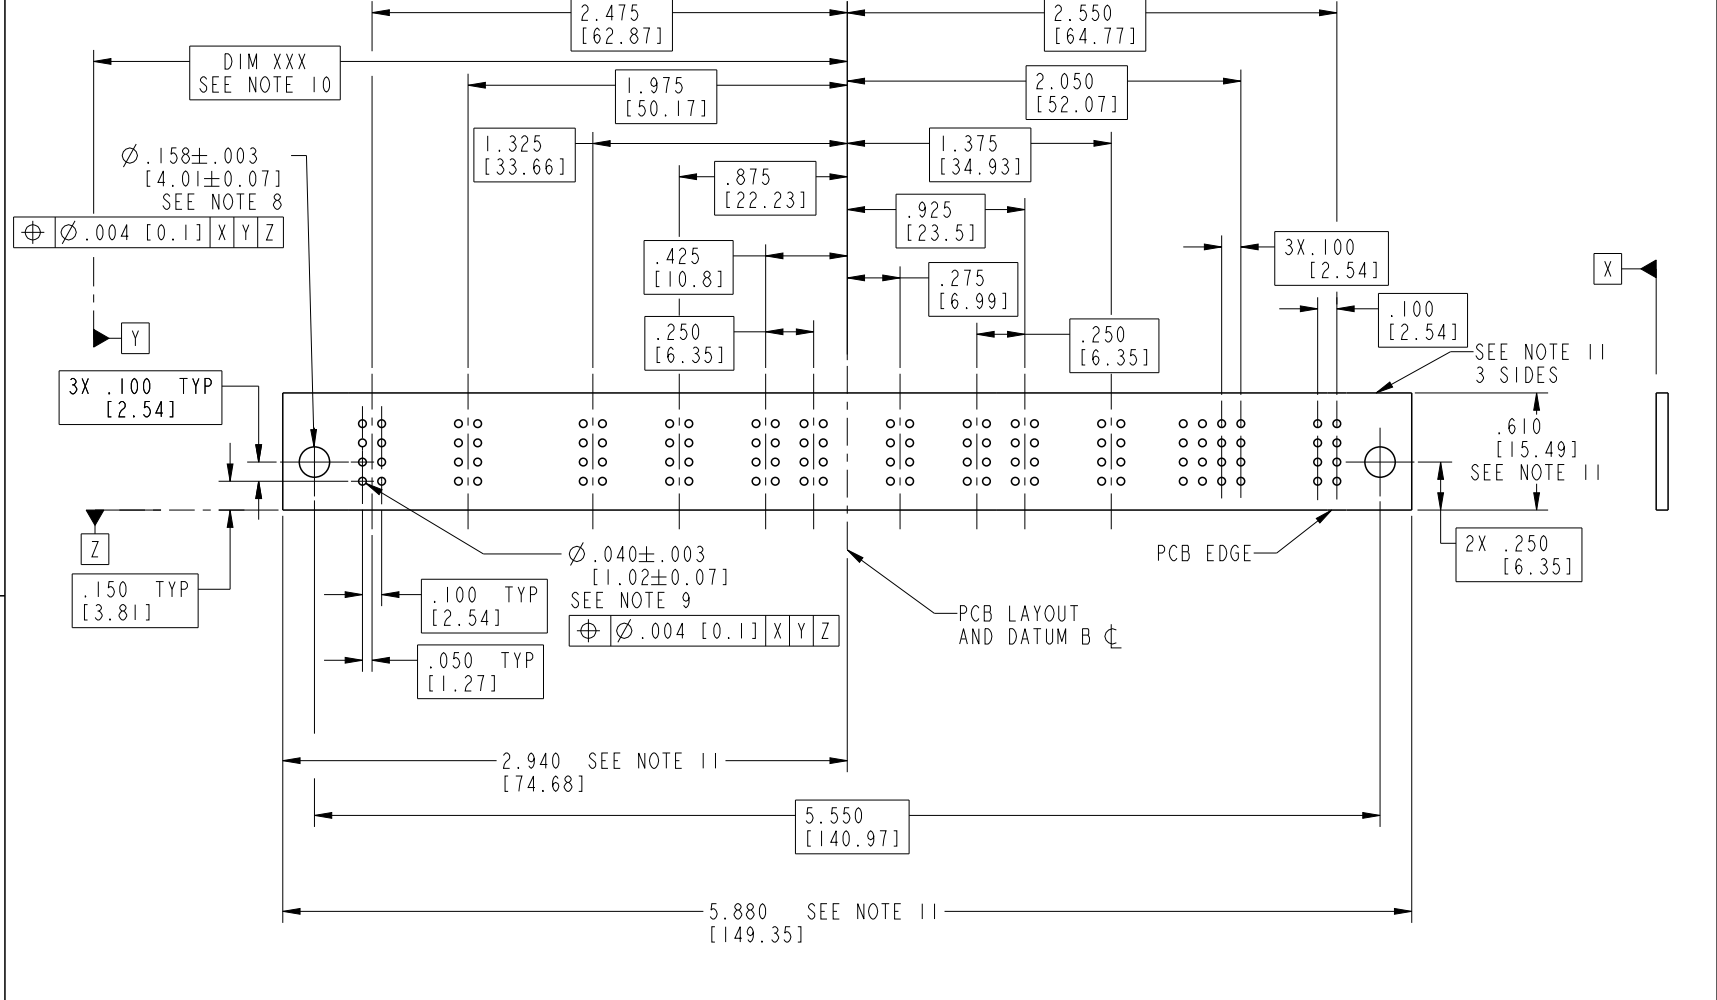 2.475
[62.87]
2.550
[64.77]
DIM XXX
SEE NOTE 10
1.975
[50.17]
2.050
[52.07]
1.325
[33.66]
1.375
[34.93]
Ø.158±.003
[4.01±0.07]
SEE NOTE 8
⌖ Ø.004 [0.1] X Y Z
.875
[22.23]
.925
[23.5]
.425
[10.8]
.275
[6.99]
3X.100
[2.54]
X
.100
[2.54]
Y
.250
[6.35]
.250
[6.35]
SEE NOTE 11
3 SIDES
3X .100 TYP
[2.54]
.610
[15.49]
SEE NOTE 11
Z
.150 TYP
[3.81]
Ø.040±.003
[1.02±0.07]
SEE NOTE 9
⌖ Ø.004 [0.1] X Y Z
PCB EDGE
2X .250
[6.35]
.100 TYP
[2.54]
PCB LAYOUT
AND DATUM B ℄
.050 TYP
[1.27]
2.940 SEE NOTE 11
[74.68]
5.550
[140.97]
5.880 SEE NOTE 11
[149.35]